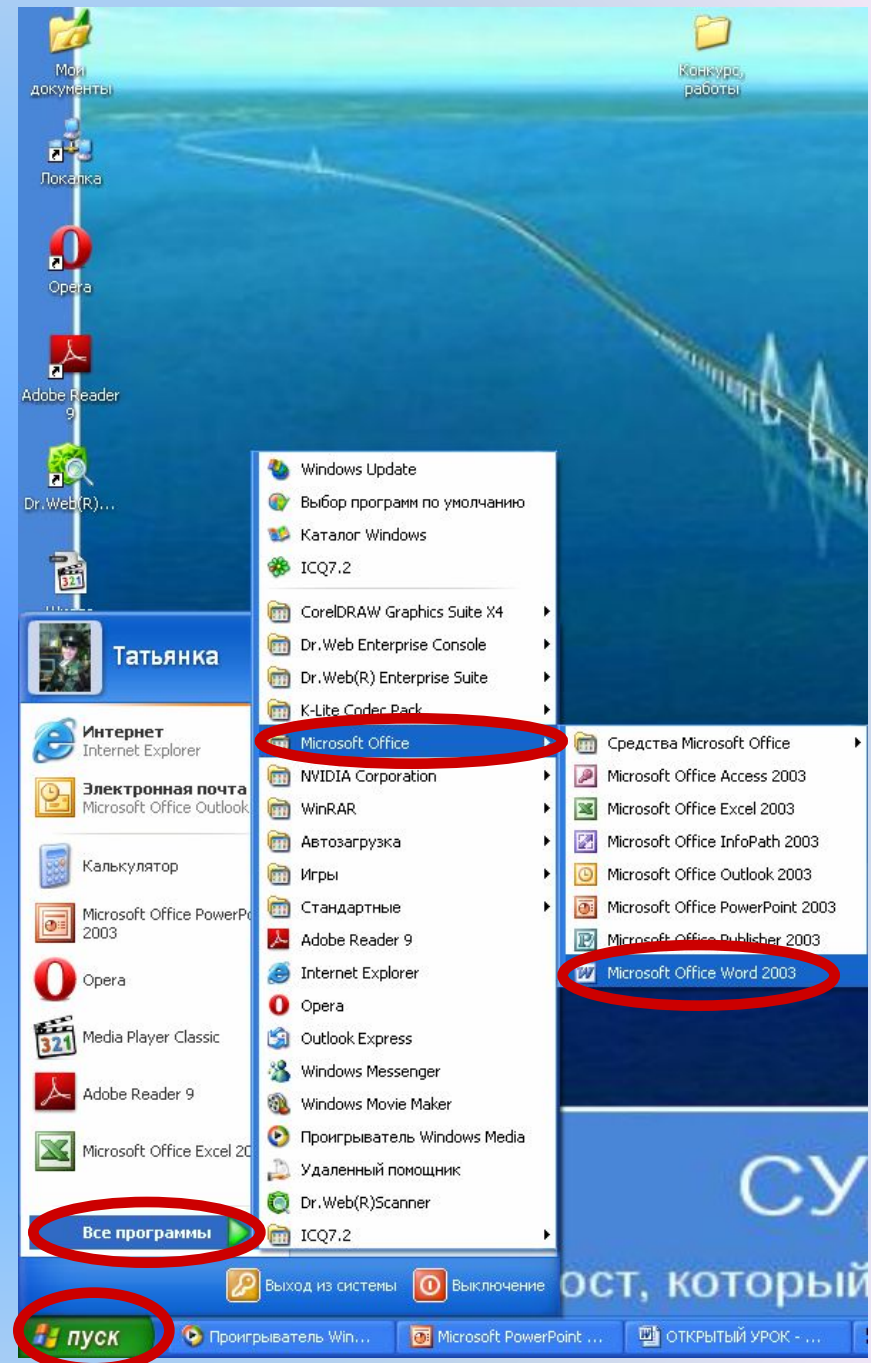 Мои
документы
Конкурс,
работы
Локалка
Opera
Adobe Reader
9
Dr.Web(R)...
Татьянка
Интернет
Internet Explorer
Электронная почта
Microsoft Office Outlook
Калькулятор
Microsoft Office PowerPo
2003
Opera
Media Player Classic
Adobe Reader 9
Microsoft Office Excel 20
Все программы
Windows Update
Выбор программ по умолчанию
Каталог Windows
ICQ7.2
CorelDRAW Graphics Suite X4
Dr.Web Enterprise Console
Dr.Web(R) Enterprise Suite
K-Lite Codec Pack
Microsoft Office
NVIDIA Corporation
WinRAR
Автозагрузка
Игры
Стандартные
Adobe Reader 9
Internet Explorer
Opera
Outlook Express
Windows Messenger
Windows Movie Maker
Проигрыватель Windows Media
Удаленный помощник
Dr.Web(R)Scanner
ICQ7.2
Средства Microsoft Office
Microsoft Office Access 2003
Microsoft Office Excel 2003
Microsoft Office InfoPath 2003
Microsoft Office Outlook 2003
Microsoft Office PowerPoint 2003
Microsoft Office Publisher 2003
Microsoft Office Word 2003
СУ
ост, который
Выход из системы
Выключение
пуск
Проигрыватель Win...
Microsoft PowerPoint ...
ОТКРЫТЫЙ УРОК - ...